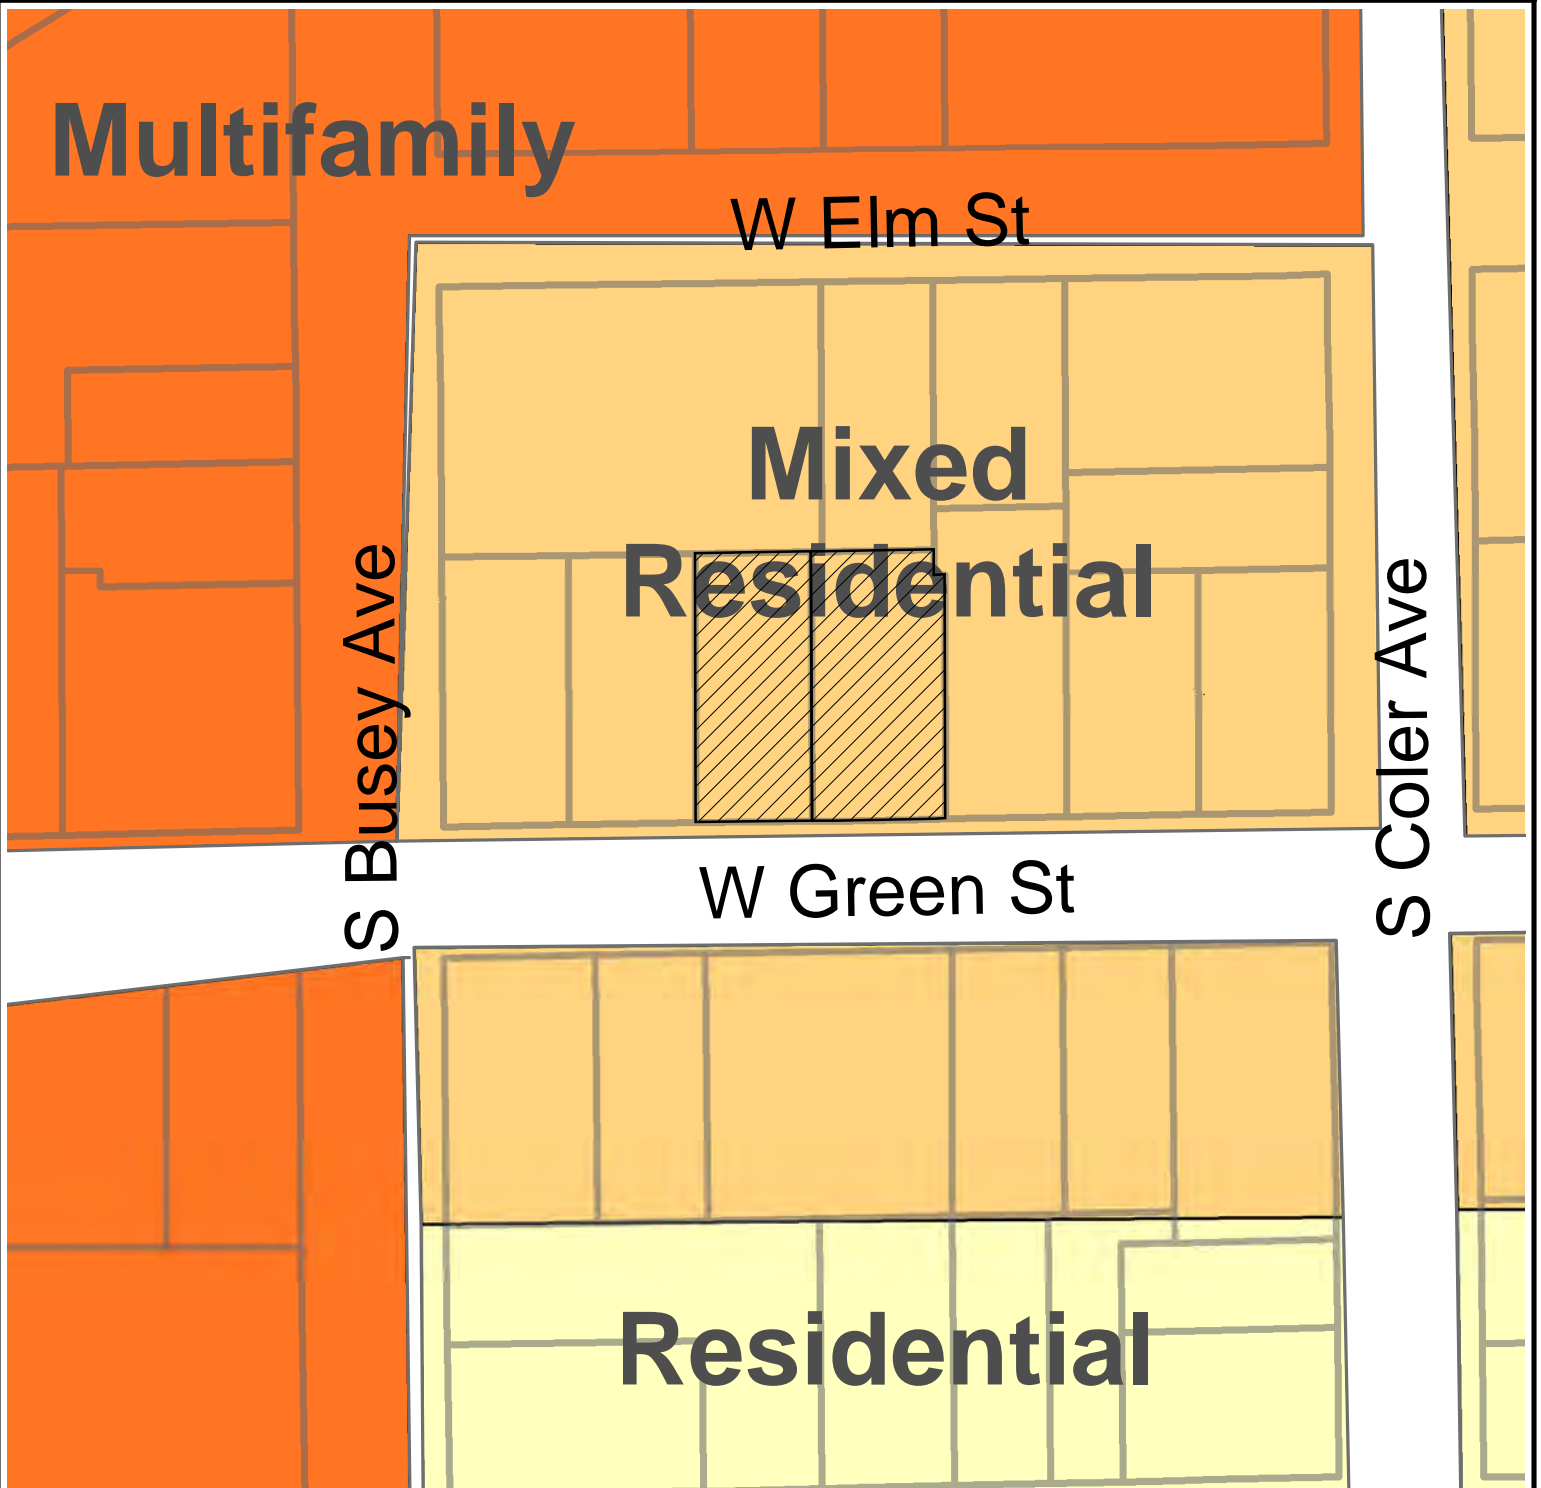 Multifamily
W Elm St
Mixed
Residential
S Busey Ave
S Coler Ave
W Green St
Residential